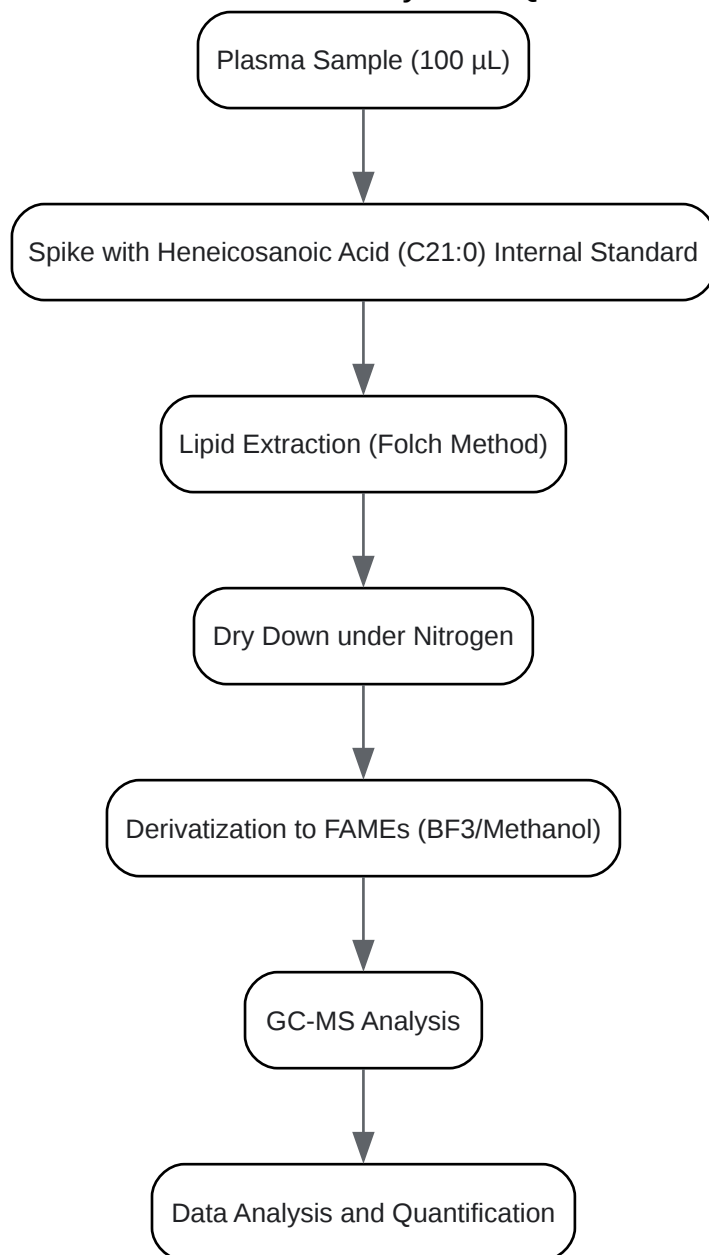 Plasma Sample (100 µL)
Spike with Heneicosanoic Acid (C21:0) Internal Standard
Lipid Extraction (Folch Method)
Dry Down under Nitrogen
Derivatization to FAMEs (BF3/Methanol)
GC-MS Analysis
Data Analysis and Quantification